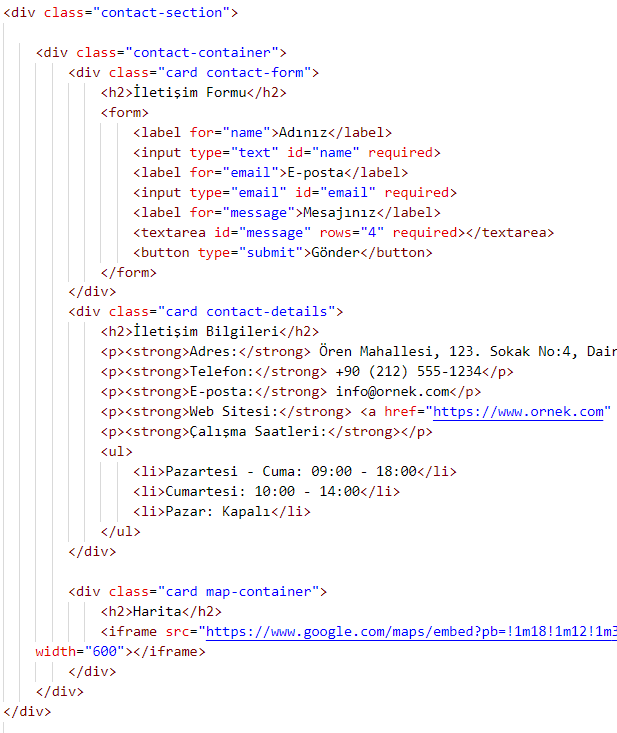 <div class="contact-section">
<div class="contact-container">
<div class="card contact-form">
<h2>İletişim Formu</h2>
<form>
<label for="name">Adınız</label>
<input type="text" id="name" required>
<label for="email">E-posta</label>
<input type="email" id="email" required>
<label for="message">Mesajınız</label>
<textarea id="message" rows="4" required></textarea>
<button type="submit">Gönder</button>
</form>
</div>
<div class="card contact-details">
<h2>İletişim Bilgileri</h2>
<p><strong>Adres:</strong> Ören Mahallesi, 123. Sokak No:4, Dair
<p><strong>Telefon:</strong> +90 (212) 555-1234</p>
<p><strong>E-posta:</strong> info@ornek.com</p>
<p><strong>Web Sitesi:</strong> <a href="https://www.ornek.com"
<p><strong>Çalışma Saatleri:</strong></p>
<ul>
<li>Pazartesi - Cuma: 09:00 - 18:00</li>
<li>Cumartesi: 10:00 - 14:00</li>
<li>Pazar: Kapalı</li>
</ul>
</div>
<div class="card map-container">
<h2>Harita</h2>
<iframe src="https://www.google.com/maps/embed?pb=!1m18!1m12!1m3
width="600"></iframe>
</div>
</div>
</div>